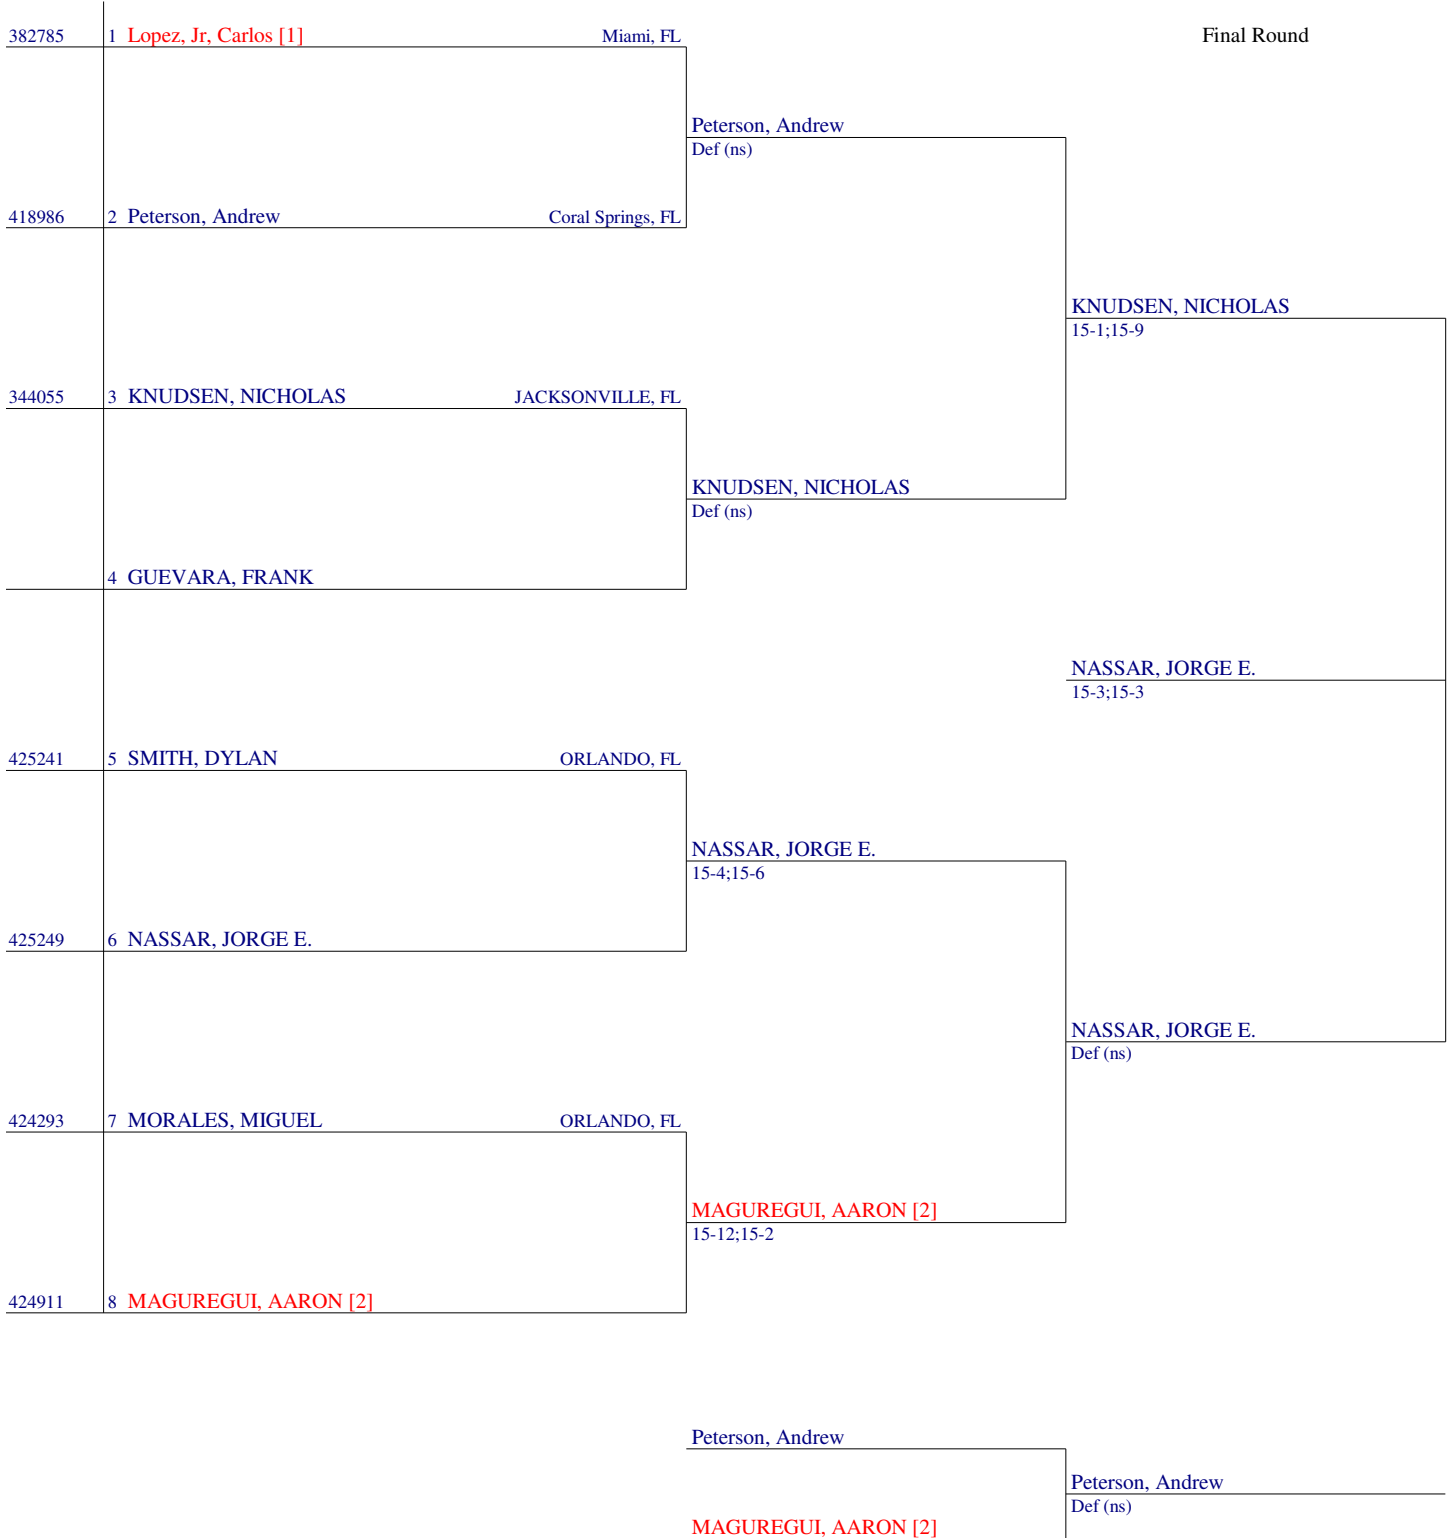 382785 1 Lopez, Jr, Carlos [1] Miami, FL Final Round
Peterson, Andrew
Def (ns)
418986 2 Peterson, Andrew Coral Springs, FL
KNUDSEN, NICHOLAS
15-1;15-9
344055 3 KNUDSEN, NICHOLAS JACKSONVILLE, FL
KNUDSEN, NICHOLAS
Def (ns)
4 GUEVARA, FRANK
NASSAR, JORGE E.
15-3;15-3
425241 5 SMITH, DYLAN ORLANDO, FL
NASSAR, JORGE E.
15-4;15-6
425249 6 NASSAR, JORGE E.
NASSAR, JORGE E.
Def (ns)
424293 7 MORALES, MIGUEL ORLANDO, FL
MAGUREGUI, AARON [2]
15-12;15-2
424911 8 MAGUREGUI, AARON [2]
Peterson, Andrew
Peterson, Andrew
Def (ns)
MAGUREGUI, AARON [2]